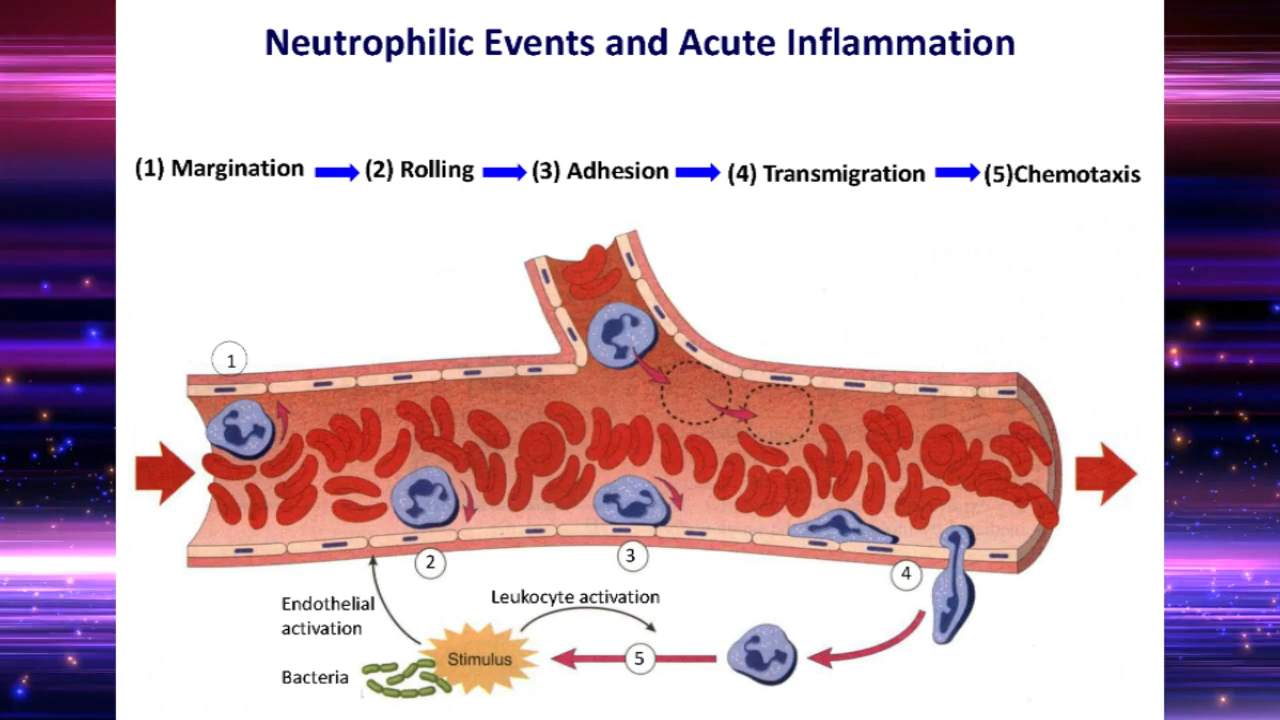 Neutrophilic Events and Acute Inflammation
(1) Margination (2) Rolling (3) Adhesion (4) Transmigration (5)Chemotaxis
1
2
3
4
Endothelial
activation
Leukocyte activation
Stimulus
5
Bacteria